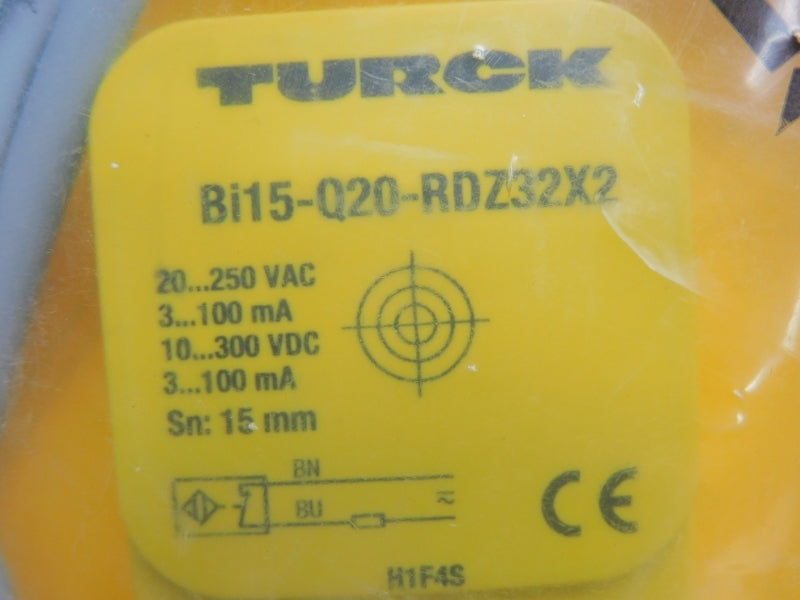 TURCK
Bi15-Q20-RDZ32X2
20...250 VAC
3...100 mA
10...300 VDC
3...100 mA
Sn: 15 mm
BN
BU
≂
CE
H1F4S